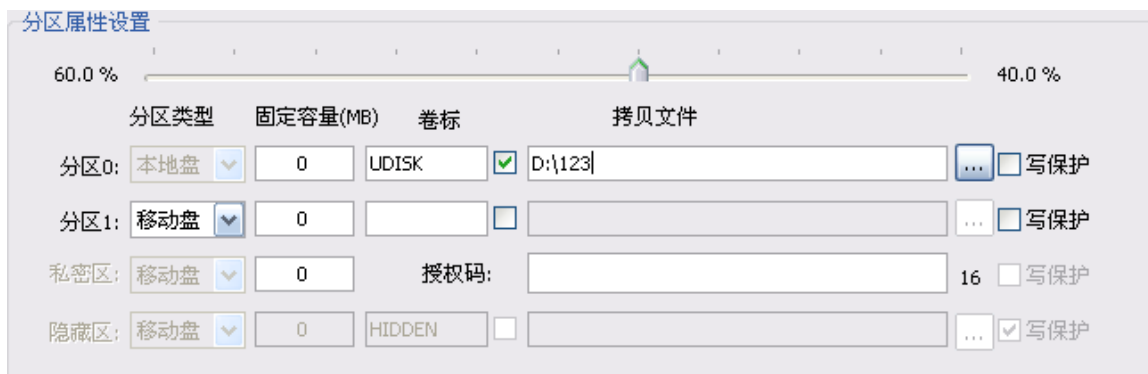 分区属性设置
60.0 % 40.0 %
分区类型 固定容量(MB) 卷标 拷贝文件
分区0: 本地盘 0 UDISK D:\123 ... 写保护
分区1: 移动盘 0 ... 写保护
私密区: 移动盘 0 授权码: 16 写保护
隐藏区: 移动盘 0 HIDDEN ... 写保护